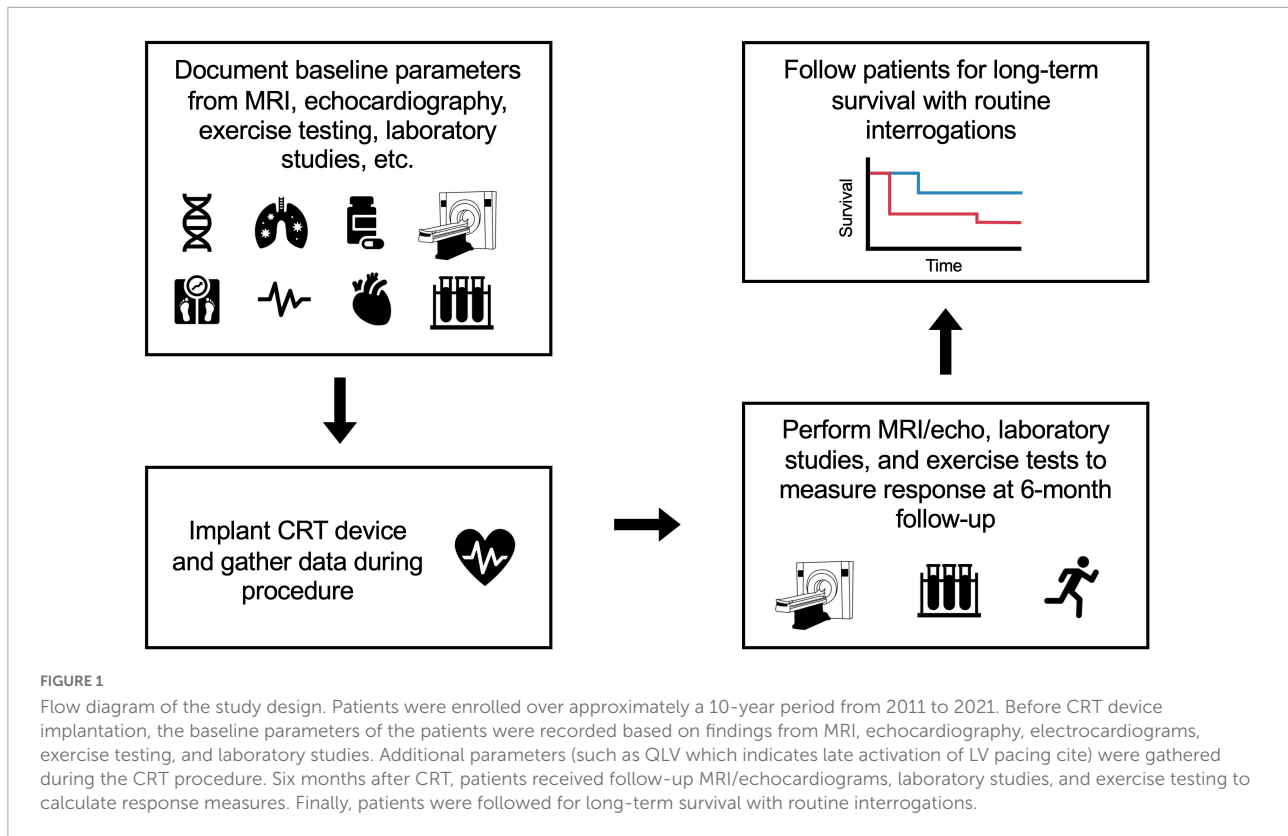 Document baseline parameters
from MRI, echocardiography,
exercise testing, laboratory
studies, etc.
Implant CRT device
and gather data during
procedure
Perform MRI/echo, laboratory
studies, and exercise tests to
measure response at 6-month
follow-up
Follow patients for long-term
survival with routine
interrogations
Survival
Time
FIGURE 1
Flow diagram of the study design. Patients were enrolled over approximately a 10-year period from 2011 to 2021. Before CRT device
implantation, the baseline parameters of the patients were recorded based on findings from MRI, echocardiography, electrocardiograms,
exercise testing, and laboratory studies. Additional parameters (such as QLV which indicates late activation of LV pacing cite) were gathered
during the CRT procedure. Six months after CRT, patients received follow-up MRI/echocardiograms, laboratory studies, and exercise testing to
calculate response measures. Finally, patients were followed for long-term survival with routine interrogations.